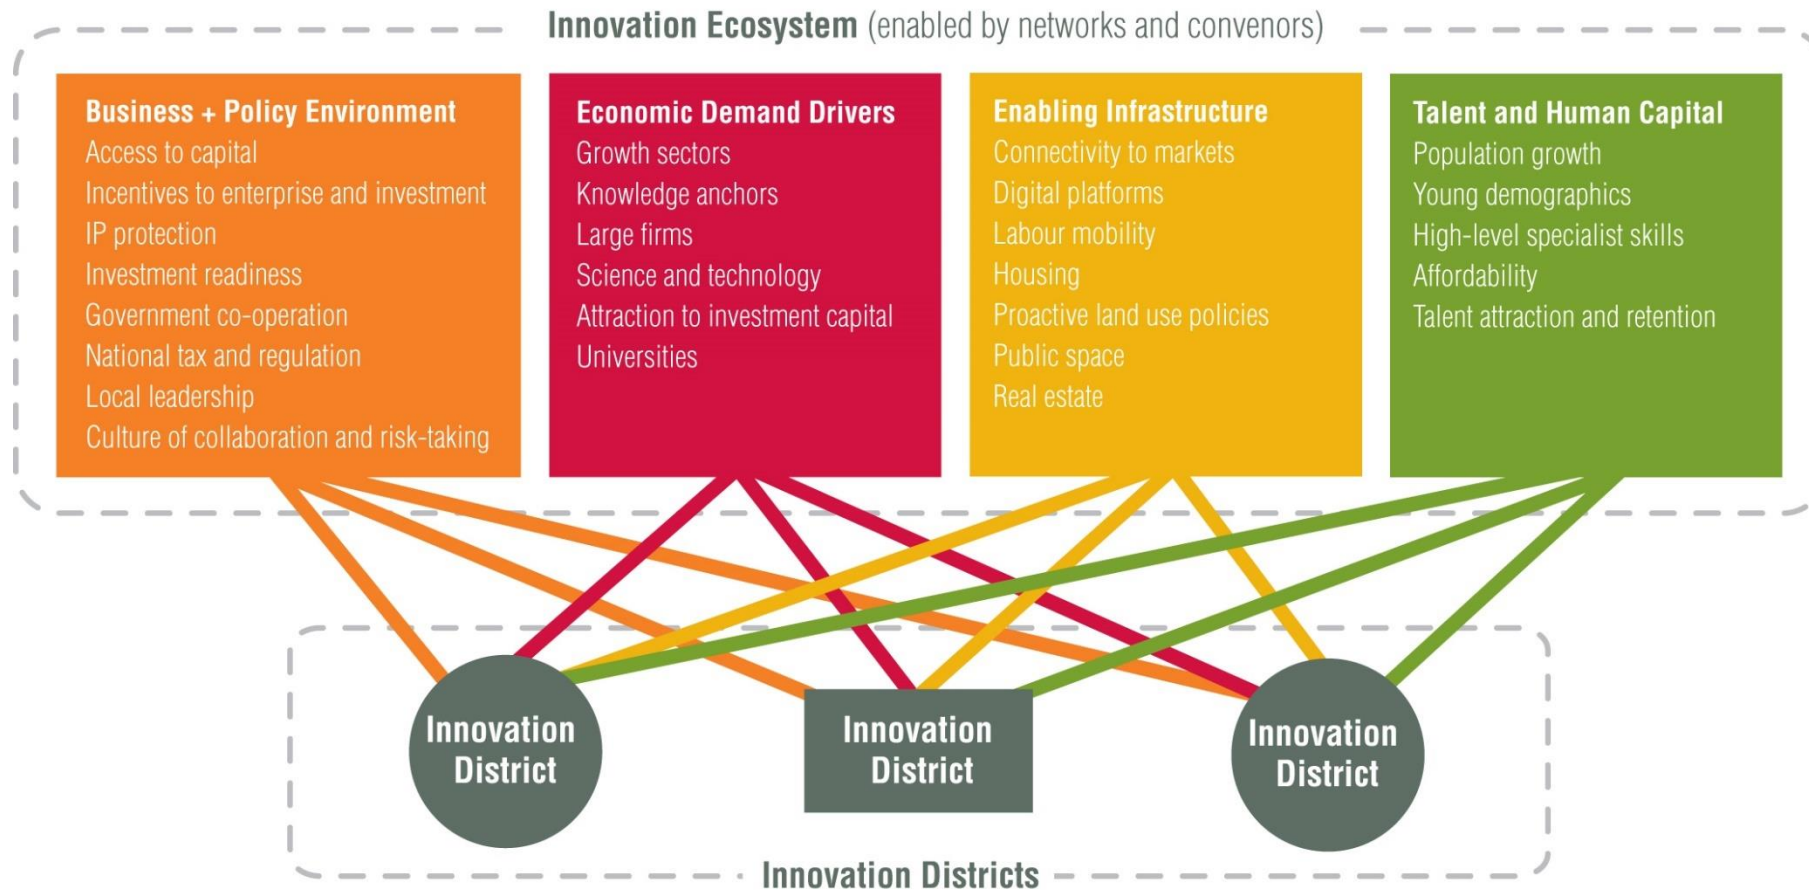 Innovation Ecosystem (enabled by networks and convenors)
Business + Policy Environment
Access to capital
Incentives to enterprise and investment
IP protection
Investment readiness
Government co-operation
National tax and regulation
Local leadership
Culture of collaboration and risk-taking
Economic Demand Drivers
Growth sectors
Knowledge anchors
Large firms
Science and technology
Attraction to investment capital
Universities
Enabling Infrastructure
Connectivity to markets
Digital platforms
Labour mobility
Housing
Proactive land use policies
Public space
Real estate
Talent and Human Capital
Population growth
Young demographics
High-level specialist skills
Affordability
Talent attraction and retention
Innovation
District
Innovation
District
Innovation
District
Innovation Districts